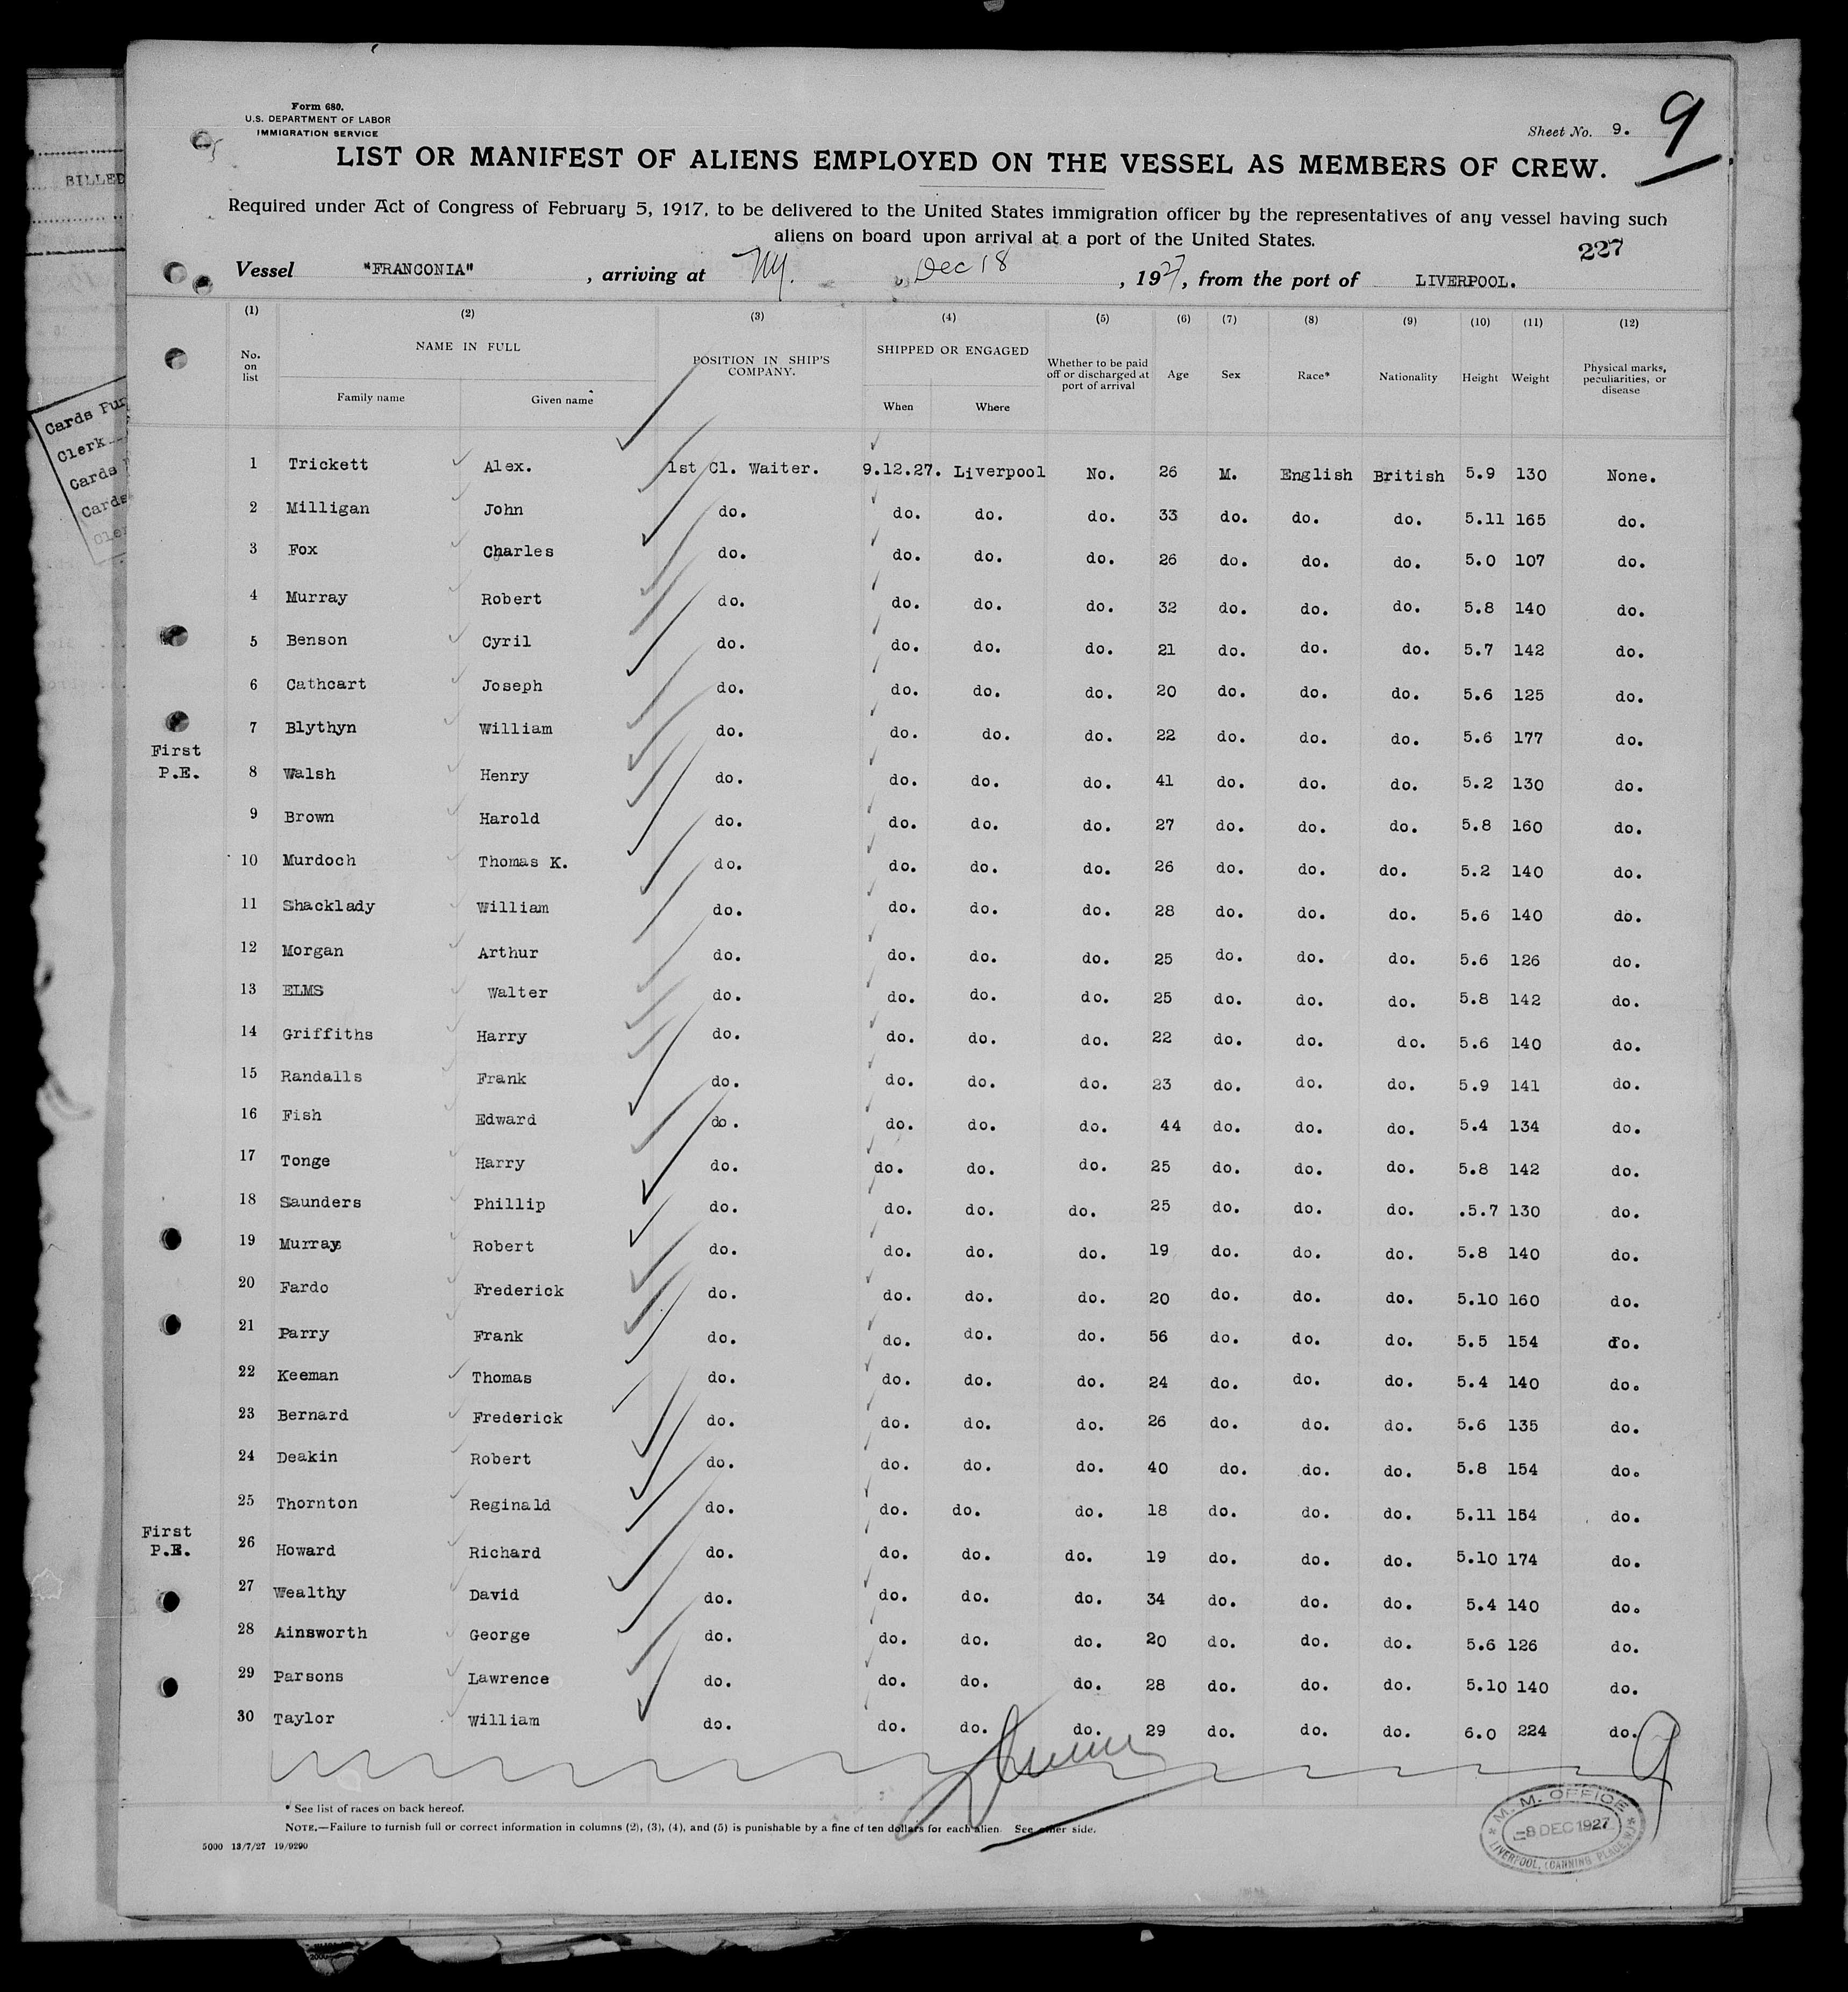 Form 680.
U.S. DEPARTMENT OF LABOR
IMMIGRATION SERVICE
Sheet No. 9.
9
LIST OR MANIFEST OF ALIENS EMPLOYED ON THE VESSEL AS MEMBERS OF CREW.
Required under Act of Congress of February 5, 1917, to be delivered to the United States immigration officer by the representatives of any vessel having such
aliens on board upon arrival at a port of the United States.
227
Vessel "FRANCONIA" , arriving at NY. Dec 18 , 1927, from the port of LIVERPOOL.
(1) (2) (3) (4) (5) (6) (7) (8) (9) (10) (11) (12)
No. on list NAME IN FULL POSITION IN SHIP'S COMPANY. SHIPPED OR ENGAGED Whether to be paid off or discharged at port of arrival Age Sex Race* Nationality Height Weight Physical marks, peculiarities, or disease
Family name Given name When Where
1 Trickett Alex. 1st Cl. Waiter. 9.12.27. Liverpool No. 26 M. English British 5.9 130 None.
2 Milligan John do. do. do. do. 33 do. do. do. 5.11 165 do.
3 Fox Charles do. do. do. do. 26 do. do. do. 5.0 107 do.
4 Murray Robert do. do. do. do. 32 do. do. do. 5.8 140 do.
5 Benson Cyril do. do. do. do. 21 do. do. do. 5.7 142 do.
6 Cathcart Joseph do. do. do. do. 20 do. do. do. 5.6 125 do.
7 Blythyn William do. do. do. do. 22 do. do. do. 5.6 177 do.
First
P.E.
8 Walsh Henry do. do. do. do. 41 do. do. do. 5.2 130 do.
9 Brown Harold do. do. do. do. 27 do. do. do. 5.8 160 do.
10 Murdoch Thomas K. do. do. do. do. 26 do. do. do. 5.2 140 do.
11 Shacklady William do. do. do. do. 28 do. do. do. 5.6 140 do.
12 Morgan Arthur do. do. do. do. 25 do. do. do. 5.6 126 do.
13 ELMS Walter do. do. do. do. 25 do. do. do. 5.8 142 do.
14 Griffiths Harry do. do. do. do. 22 do. do. do. 5.6 140 do.
15 Randalls Frank do. do. do. do. 23 do. do. do. 5.9 141 do.
16 Fish Edward do. do. do. do. 44 do. do. do. 5.4 134 do.
17 Tonge Harry do. do. do. do. 25 do. do. do. 5.8 142 do.
18 Saunders Phillip do. do. do. do. 25 do. do. do. .5.7 130 do.
19 Murray Robert do. do. do. do. 19 do. do. do. 5.8 140 do.
20 Fardo Frederick do. do. do. do. 20 do. do. do. 5.10 160 do.
21 Parry Frank do. do. do. do. 56 do. do. do. 5.5 154 do.
22 Keeman Thomas do. do. do. do. 24 do. do. do. 5.4 140 do.
23 Bernard Frederick do. do. do. do. 26 do. do. do. 5.6 135 do.
24 Deakin Robert do. do. do. do. 40 do. do. do. 5.8 154 do.
25 Thornton Reginald do. do. do. do. 18 do. do. do. 5.11 154 do.
First
P.E.
26 Howard Richard do. do. do. do. 19 do. do. do. 5.10 174 do.
27 Wealthy David do. do. do. do. 34 do. do. do. 5.4 140 do.
28 Ainsworth George do. do. do. do. 20 do. do. do. 5.6 126 do.
29 Parsons Lawrence do. do. do. do. 28 do. do. do. 5.10 140 do.
30 Taylor William do. do. do. do. 29 do. do. do. 6.0 224 do.
9
* See list of races on back hereof.
NOTE.—Failure to furnish full or correct information in columns (2), (3), (4), and (5) is punishable by a fine of ten dollars for each alien. See other side.
5000 13/7/27 19/9290
M. M. OFFICE
8 DEC 1927
LIVERPOOL, (CANNING PLACE
BILLED
Cards Fur
Clerk
Cards
Cards